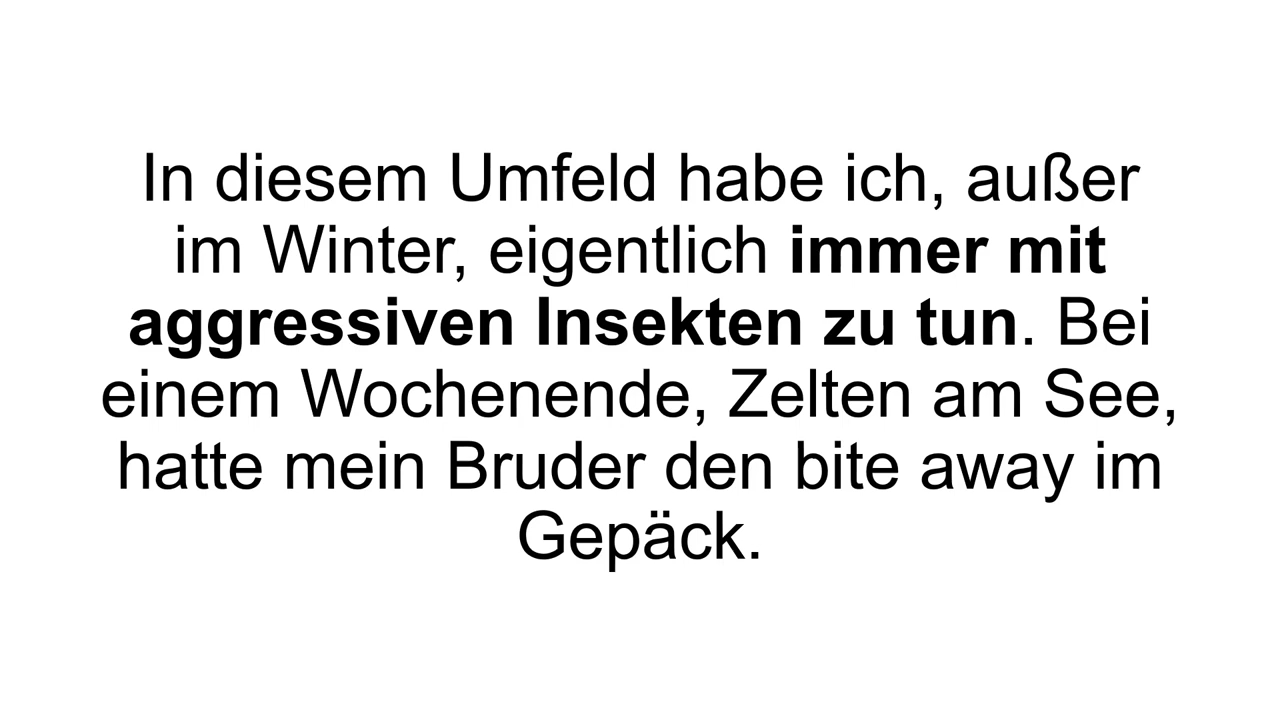 In diesem Umfeld habe ich, außer
im Winter, eigentlich immer mit
aggressiven Insekten zu tun. Bei
einem Wochenende, Zelten am See,
hatte mein Bruder den bite away im
Gepäck.